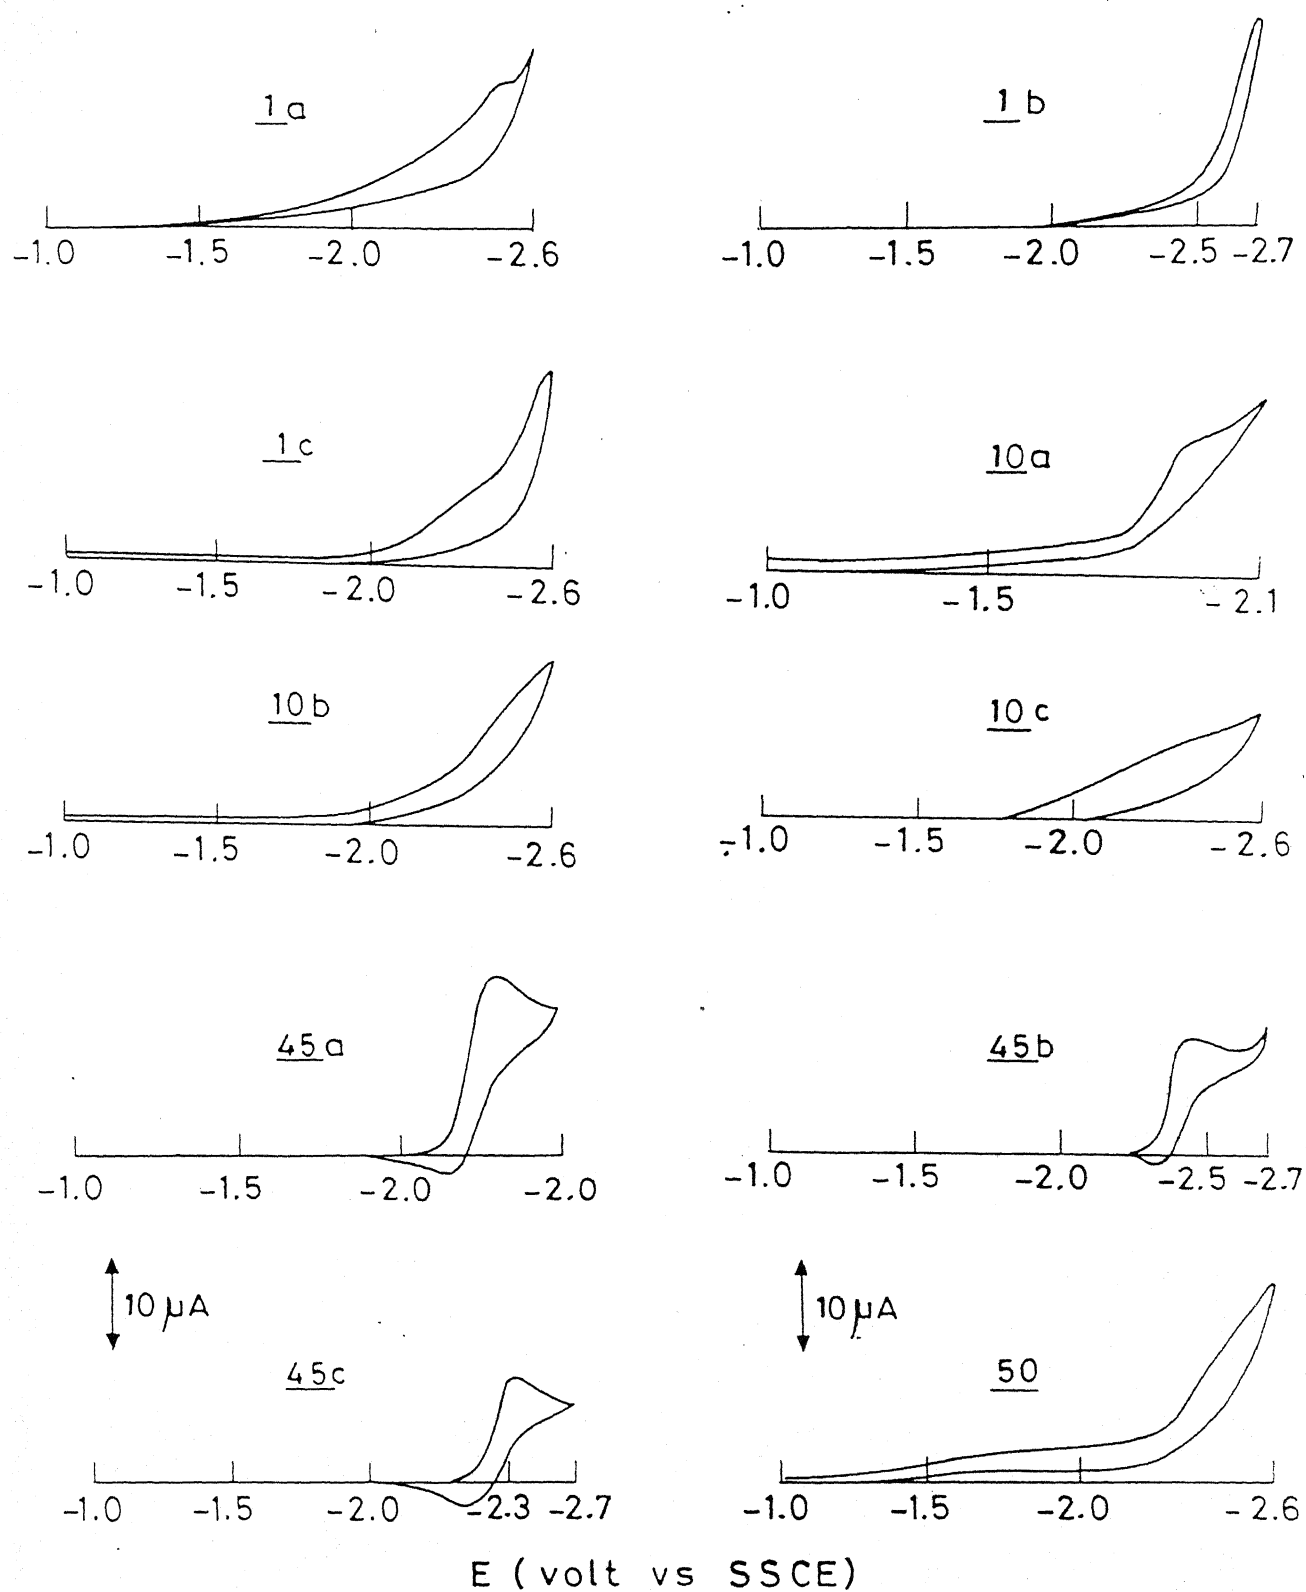 1a
1b
-1.0 -1.5 -2.0 -2.6
-1.0 -1.5 -2.0 -2.5 -2.7
1c
10a
-1.0 -1.5 -2.0 -2.6
-1.0 -1.5 -2.1
10b
10c
-1.0 -1.5 -2.0 -2.6
-1.0 -1.5 -2.0 -2.6
45a
45b
-1.0 -1.5 -2.0 -2.0
-1.0 -1.5 -2.0 -2.5 -2.7
10 µA
10 µA
45c
50
-1.0 -1.5 -2.0 -2.3 -2.7
-1.0 -1.5 -2.0 -2.6
E (volt vs SSCE)